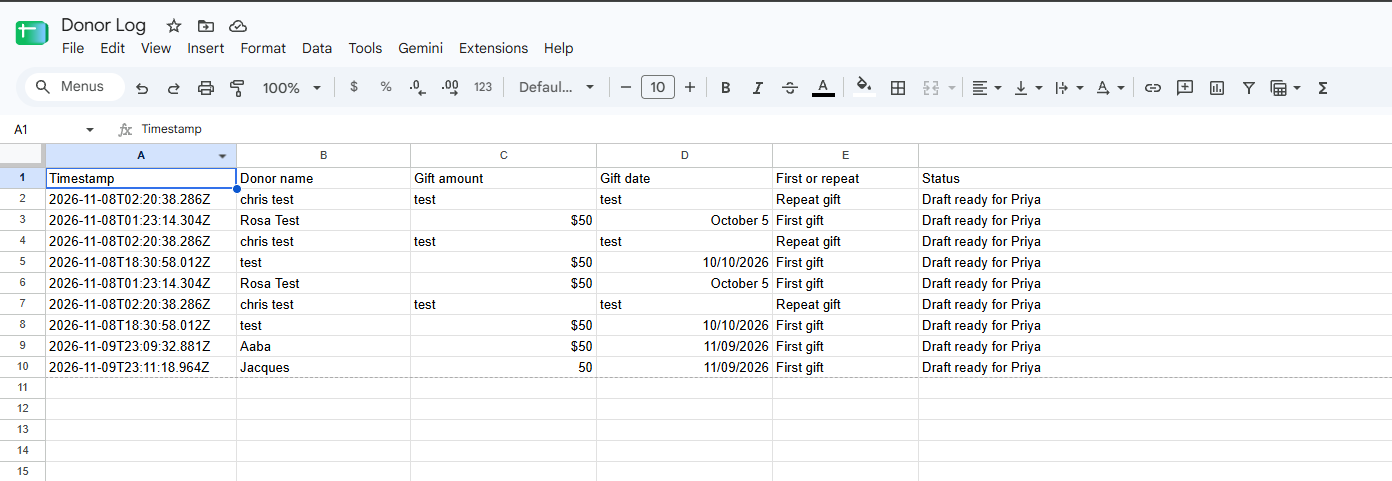 Donor Log
File Edit View Insert Format Data Tools Gemini Extensions Help
Menus 100% $ % .0 .00 123 Defaul... 10 B I A
A1 fx Timestamp
A B C D E
1 Timestamp Donor name Gift amount Gift date First or repeat Status
2 2026-11-08T02:20:38.286Z chris test test test Repeat gift Draft ready for Priya
3 2026-11-08T01:23:14.304Z Rosa Test $50 October 5 First gift Draft ready for Priya
4 2026-11-08T02:20:38.286Z chris test test test Repeat gift Draft ready for Priya
5 2026-11-08T18:30:58.012Z test $50 10/10/2026 First gift Draft ready for Priya
6 2026-11-08T01:23:14.304Z Rosa Test $50 October 5 First gift Draft ready for Priya
7 2026-11-08T02:20:38.286Z chris test test test Repeat gift Draft ready for Priya
8 2026-11-08T18:30:58.012Z test $50 10/10/2026 First gift Draft ready for Priya
9 2026-11-09T23:09:32.881Z Aaba $50 11/09/2026 First gift Draft ready for Priya
10 2026-11-09T23:11:18.964Z Jacques 50 11/09/2026 First gift Draft ready for Priya
11
12
13
14
15